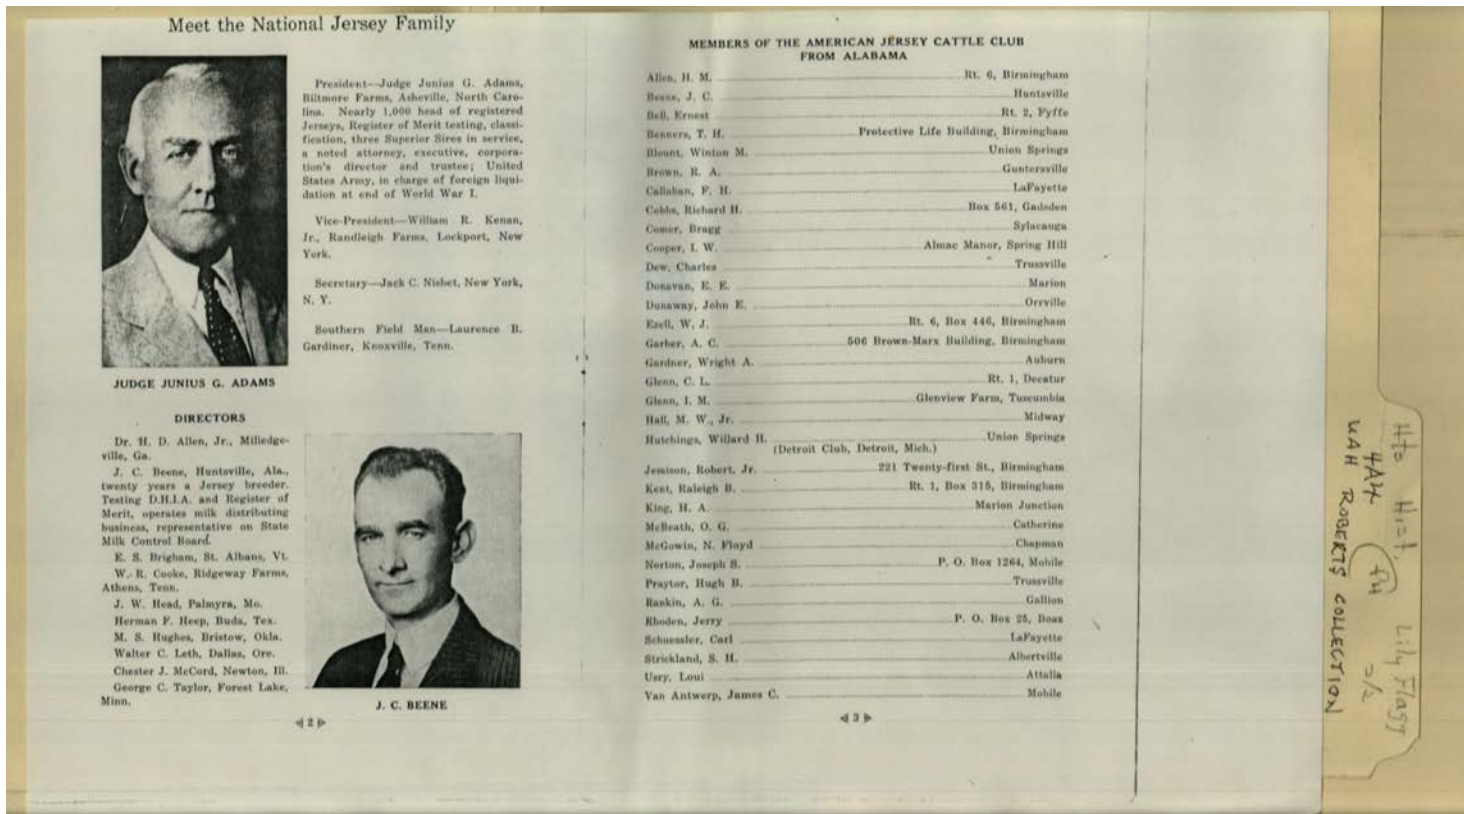 Meet the National Jersey Family
President—Judge Junius G. Adams,
Biltmore Farms, Asheville, North Caro-
lina. Nearly 1,000 head of registered
Jerseys, Register of Merit testing, classi-
fication, three Superior Sires in service,
a noted attorney, executive, corpora-
tion's director and trustee; United
States Army, in charge of foreign liqui-
dation at end of World War I.
Vice-President—William R. Kenan,
Jr., Randleigh Farms, Lockport, New
York.
Secretary—Jack C. Nisbet, New York,
N. Y.
Southern Field Man—Laurence B.
Gardiner, Knoxville, Tenn.
JUDGE JUNIUS G. ADAMS
DIRECTORS
Dr. H. D. Allen, Jr., Milledge-
ville, Ga.
J. C. Beene, Huntsville, Ala.,
twenty years a Jersey breeder.
Testing D.H.I.A. and Register of
Merit, operates milk distributing
business, representative on State
Milk Control Board.
E. S. Brigham, St. Albans, Vt.
W. R. Cooke, Ridgeway Farms,
Athens, Tenn.
J. W. Head, Palmyra, Mo.
Herman F. Heep, Buda, Tex.
M. S. Hughes, Bristow, Okla.
Walter C. Leth, Dallas, Ore.
Chester J. McCord, Newton, Ill.
George C. Taylor, Forest Lake,
Minn.
J. C. BEENE
2
MEMBERS OF THE AMERICAN JERSEY CATTLE CLUB
FROM ALABAMA
Allen, H. M. Rt. 6, Birmingham
Beene, J. C. Huntsville
Bell, Ernest Rt. 2, Fyffe
Benners, T. H. Protective Life Building, Birmingham
Blount, Winton M. Union Springs
Brown, R. A. Guntersville
Callahan, F. H. LaFayette
Cobbs, Richard H. Box 561, Gadsden
Comer, Bragg Sylacauga
Cooper, I. W. Almac Manor, Spring Hill
Dew, Charles Trussville
Donavan, E. E. Marion
Dunaway, John E. Orrville
Ezell, W. J. Rt. 6, Box 446, Birmingham
Garber, A. C. 506 Brown-Marx Building, Birmingham
Gardner, Wright A. Auburn
Glenn, C. L. Rt. 1, Decatur
Glenn, I. M. Glenview Farm, Tuscumbia
Hall, M. W., Jr. Midway
Hutchings, Willard H. Union Springs
(Detroit Club, Detroit, Mich.)
Jemison, Robert, Jr. 221 Twenty-first St., Birmingham
Kent, Raleigh B. Rt. 1, Box 315, Birmingham
King, H. A. Marion Junction
McBeath, O. G. Catherine
McGowin, N. Floyd Chapman
Norton, Joseph S. P. O. Box 1264, Mobile
Praytor, Hugh B. Trussville
Rankin, A. G. Gallion
Rhoden, Jerry P. O. Box 25, Boaz
Schuessler, Carl LaFayette
Strickland, S. H. Albertville
Usry, Loui Attalla
Van Antwerp, James C. Mobile
3
Hist. Lily Flagg
UAH ROBERTS COLLECTION